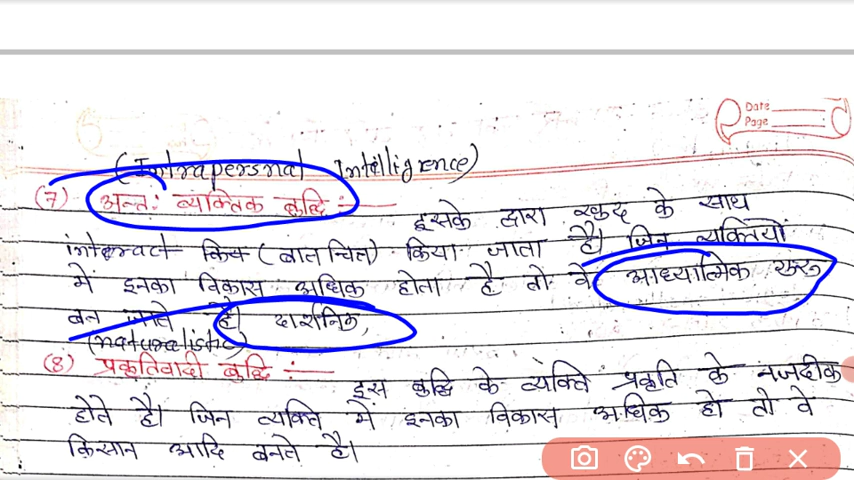 Date
Page
(Intrapersnal Intelligence)
(7) अन्त: व्यक्तिक बुद्धि :—
इसके द्वारा खुद के साथ
interact किय (बातचित) किया जाता है। जिन व्यक्तियों
में इनका विकास अधिक होता है तो वे आध्यात्मिक गुरु
बन जाते है। दार्शनिक,
(naturalistic)
(8) प्रकृतिवादी बुद्धि :—
इस बुद्धि के व्यक्ति प्रकृति के नजदीक
होते है। जिन व्यक्ति में इनका विकास अधिक हो तो वे
किसान आदि बनते है।